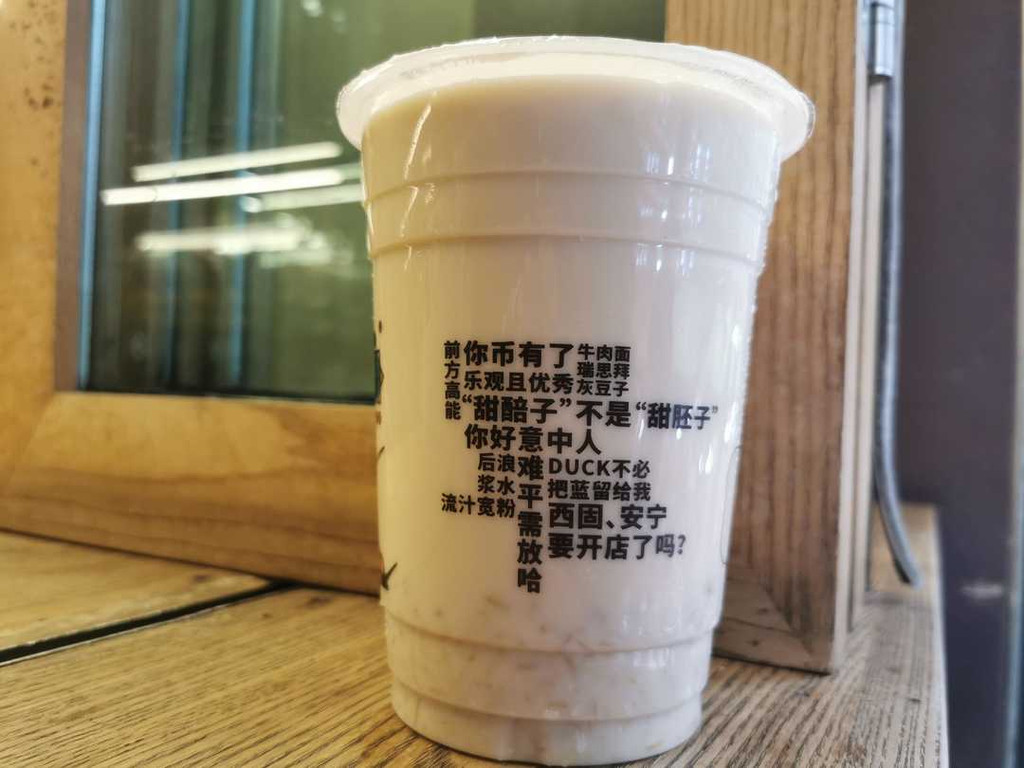 前方高能
你币有了
牛肉面
瑞思拜
乐观且优秀
灰豆子
“甜醅子”不是“甜胚子”
你好意中人
后浪
浆水
流汁宽粉
难平需放哈
DUCK不必
把蓝留给我
西固、安宁
要开店了吗?